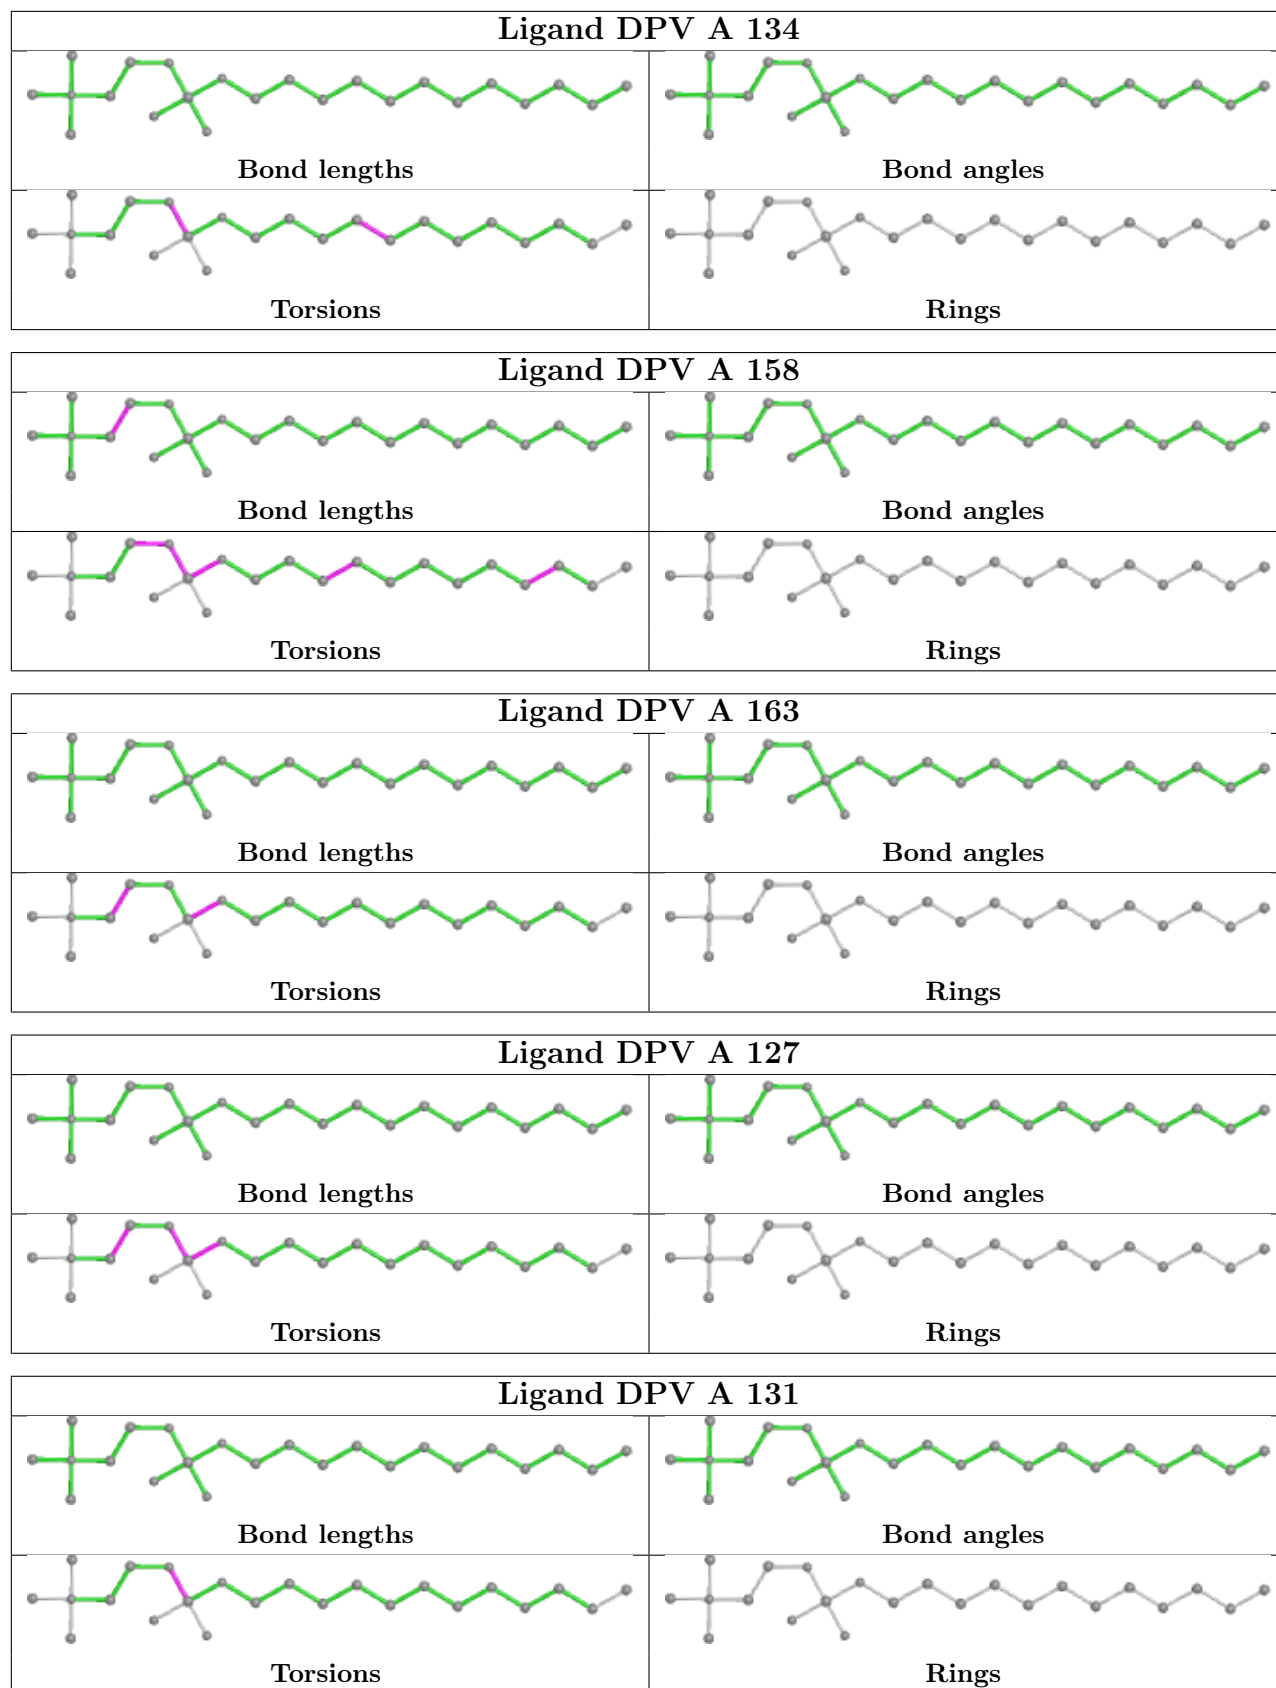 Ligand DPV A 134
Bond lengths
Bond angles
Torsions
Rings
Ligand DPV A 158
Bond lengths
Bond angles
Torsions
Rings
Ligand DPV A 163
Bond lengths
Bond angles
Torsions
Rings
Ligand DPV A 127
Bond lengths
Bond angles
Torsions
Rings
Ligand DPV A 131
Bond lengths
Bond angles
Torsions
Rings